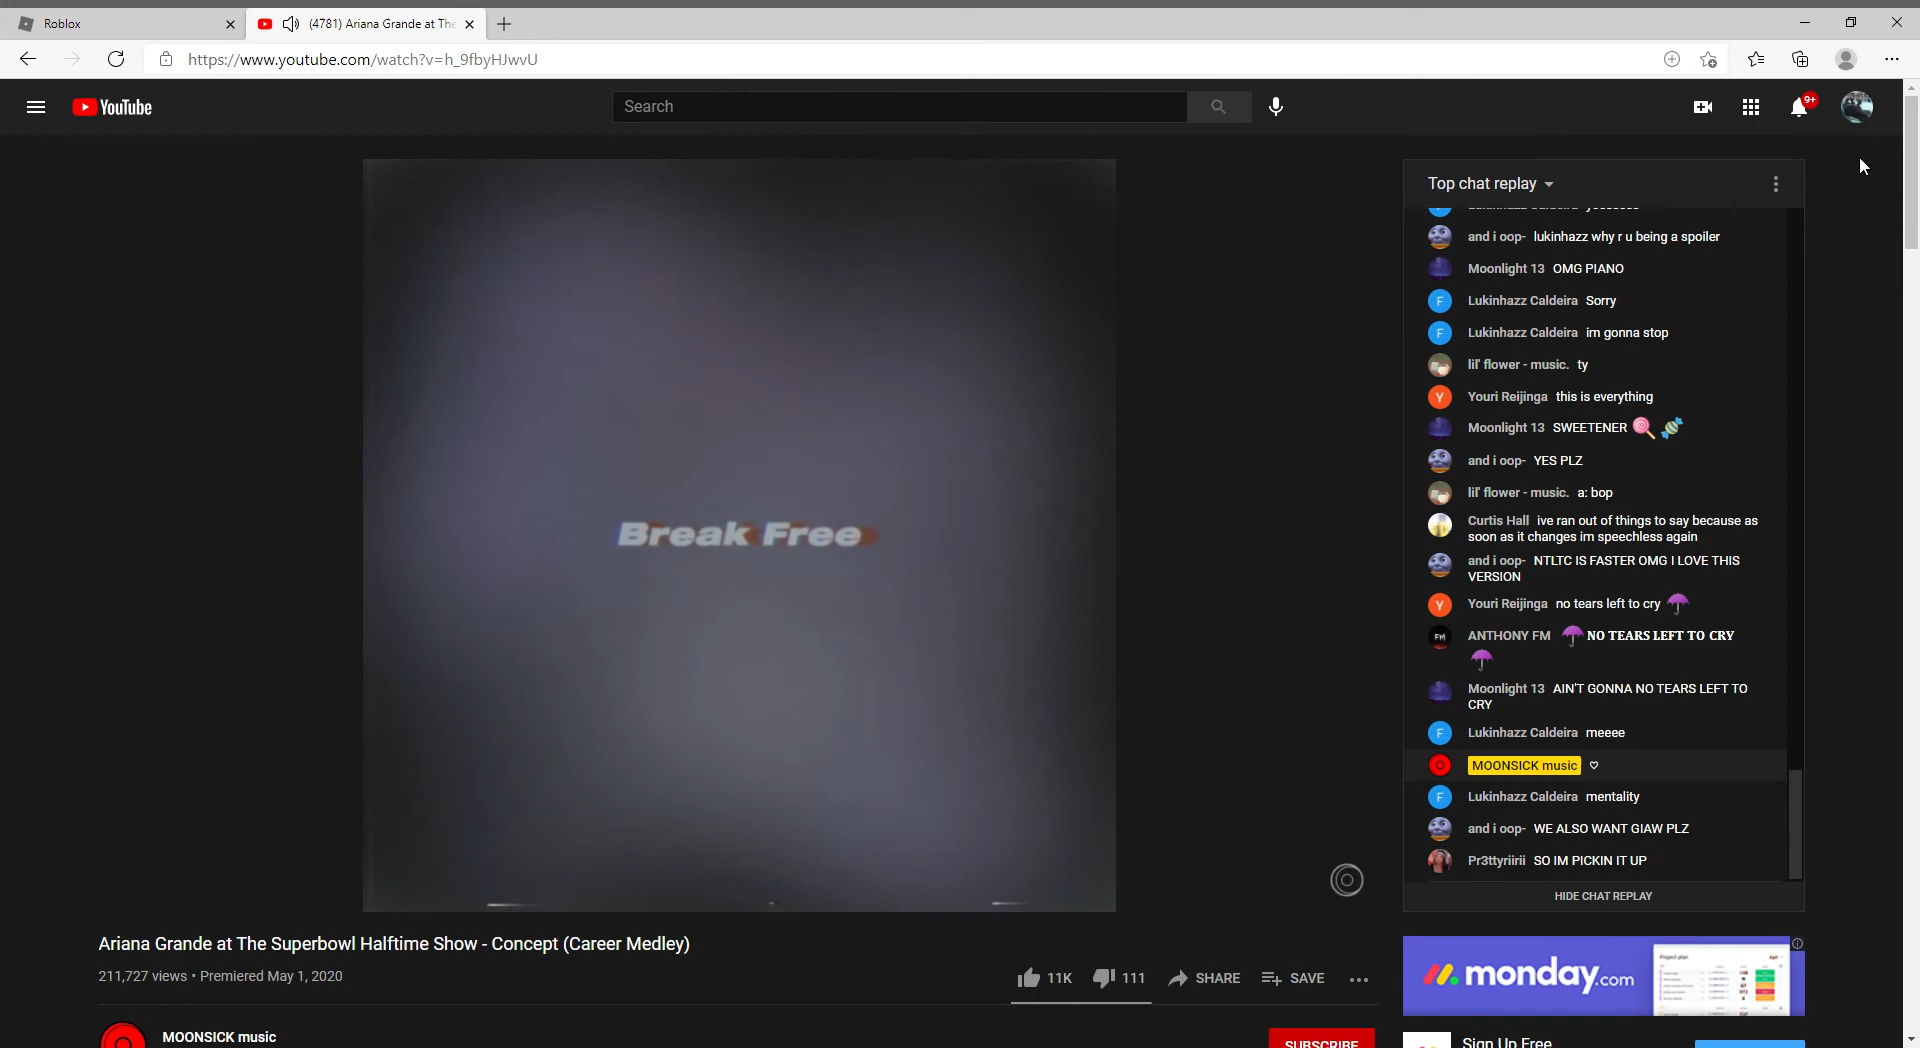 Roblox
(4781) Ariana Grande at The
https://www.youtube.com/watch?v=h_9fbyHJwvU
YouTube
Search
9+
Top chat replay
and i oop- lukinhazz why r u being a spoiler
Moonlight 13 OMG PIANO
F Lukinhazz Caldeira Sorry
F Lukinhazz Caldeira im gonna stop
lil' flower - music. ty
Y Youri Reijinga this is everything
Moonlight 13 SWEETENER 🍭 🍬
and i oop- YES PLZ
lil' flower - music. a: bop
Curtis Hall ive ran out of things to say because as
soon as it changes im speechless again
and i oop- NTLTC IS FASTER OMG I LOVE THIS
VERSION
Y Youri Reijinga no tears left to cry ☂
FM ANTHONY FM ☂ NO TEARS LEFT TO CRY
☂
Moonlight 13 AIN'T GONNA NO TEARS LEFT TO
CRY
F Lukinhazz Caldeira meeee
MOONSICK music ♡
F Lukinhazz Caldeira mentality
and i oop- WE ALSO WANT GIAW PLZ
Pr3ttyriirii SO IM PICKIN IT UP
HIDE CHAT REPLAY
Break Free
Ariana Grande at The Superbowl Halftime Show - Concept (Career Medley)
211,727 views • Premiered May 1, 2020
11K 111 SHARE SAVE
MOONSICK music
SUBSCRIBE
monday.com
Project plan
Sign Up Free